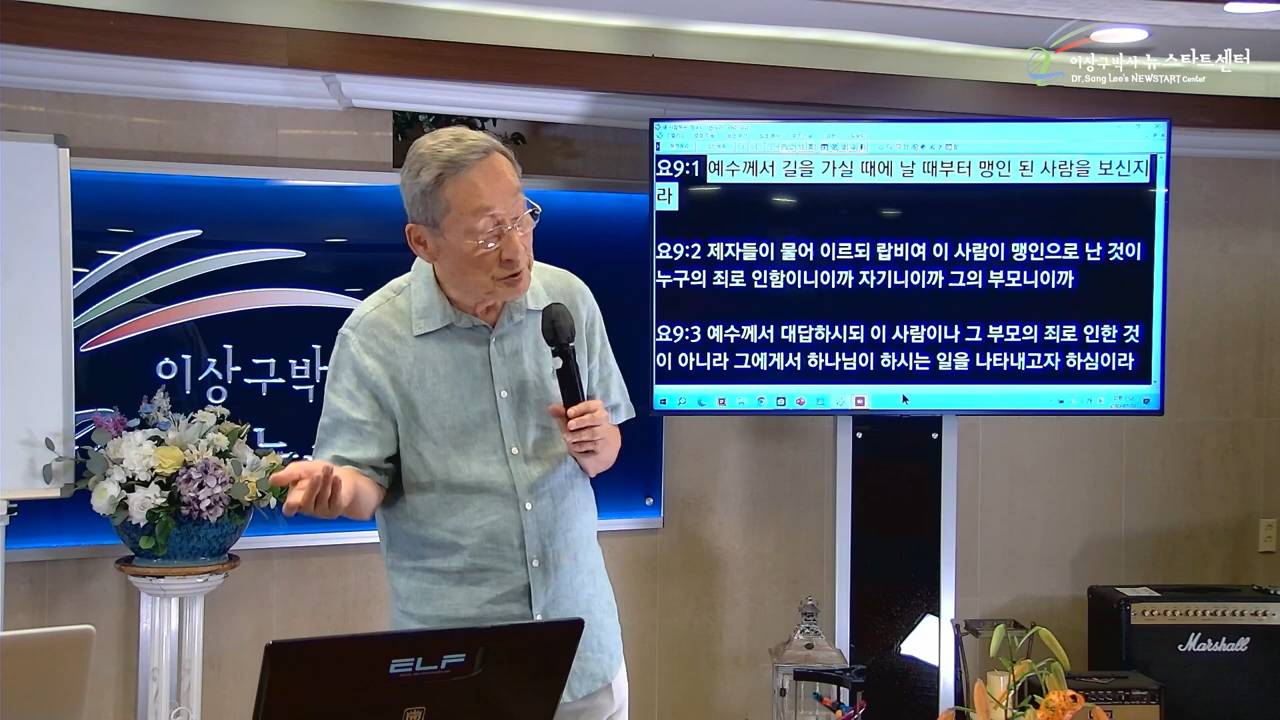 이상구박사 뉴스타트센터
Dr. Sang Lee's NEWSTART Center
요9:1 예수께서 길을 가실 때에 날 때부터 맹인 된 사람을 보신지
라
요9:2 제자들이 물어 이르되 랍비여 이 사람이 맹인으로 난 것이
누구의 죄로 인함이니이까 자기니이까 그의 부모니이까
요9:3 예수께서 대답하시되 이 사람이나 그 부모의 죄로 인한 것
이 아니라 그에게서 하나님이 하시는 일을 나타내고자 하심이라
이상구박
ELF
Marshall